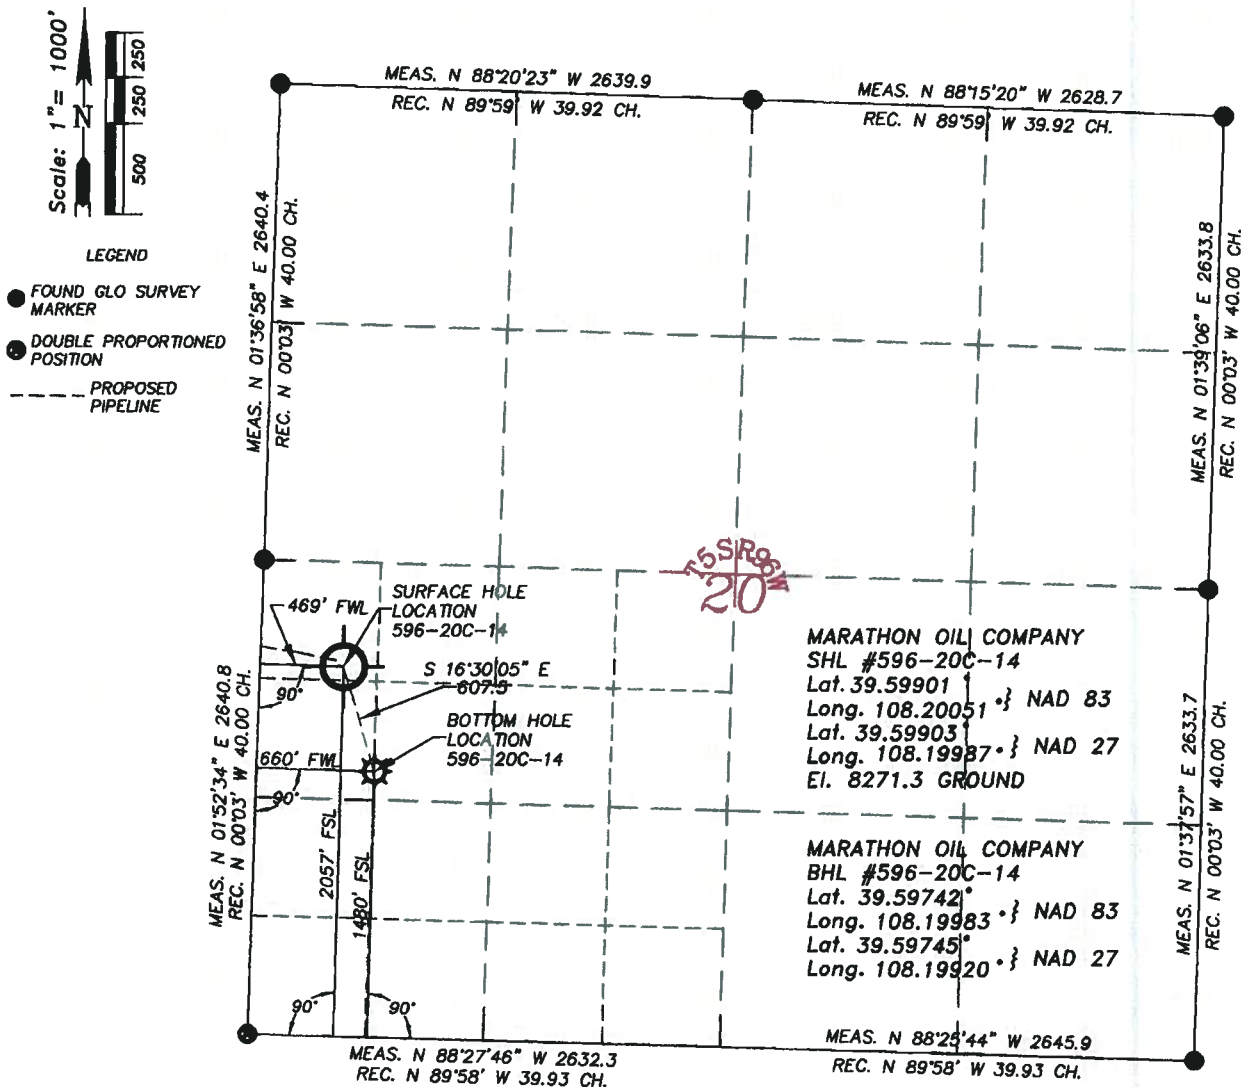 Scale: 1"= 1000'
N
500
250
250
LEGEND
FOUND GLO SURVEY
MARKER
DOUBLE PROPORTIONED
POSITION
PROPOSED
PIPELINE
MEAS. N 88°20'23" W 2639.9
REC. N 89°59' W 39.92 CH.
MEAS. N 88°15'20" W 2628.7
REC. N 89°59' W 39.92 CH.
MEAS. N 01°36'58" E 2640.4
REC. N 00°03' W 40.00 CH.
MEAS. N 01°39'06" E 2633.8
REC. N 00°03' W 40.00 CH.
T5S R96W
20
469' FWL
SURFACE HOLE
LOCATION
596-20C-14
S 16°30'05" E
607.5
90°
BOTTOM HOLE
LOCATION
596-20C-14
660' FWL
90°
2057' FSL
1480' FSL
90°
90°
MEAS. N 01°52'34" E 2640.8
REC. N 00°03' W 40.00 CH.
MARATHON OIL COMPANY
SHL #596-20C-14
Lat. 39.59901°
Long. 108.20051° } NAD 83
Lat. 39.59903°
Long. 108.19987° } NAD 27
El. 8271.3 GROUND
MARATHON OIL COMPANY
BHL #596-20C-14
Lat. 39.59742°
Long. 108.19983° } NAD 83
Lat. 39.59745°
Long. 108.19920° } NAD 27
MEAS. N 01°37'57" E 2633.7
REC. N 00°03' W 40.00 CH.
MEAS. N 88°27'46" W 2632.3
REC. N 89°58' W 39.93 CH.
MEAS. N 88°25'44" W 2645.9
REC. N 89°58' W 39.93 CH.